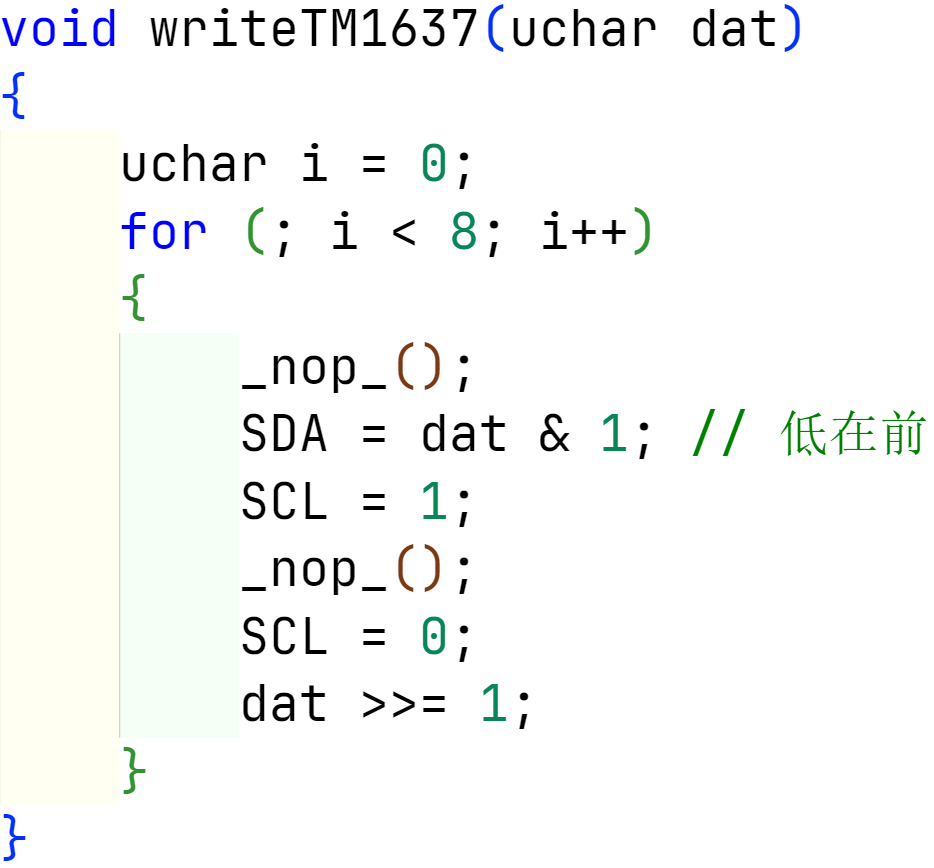 void writeTM1637(uchar dat)
{
    uchar i = 0;
    for (; i < 8; i++)
    {
        _nop_();
        SDA = dat & 1; // 低在前
        SCL = 1;
        _nop_();
        SCL = 0;
        dat >>= 1;
    }
}